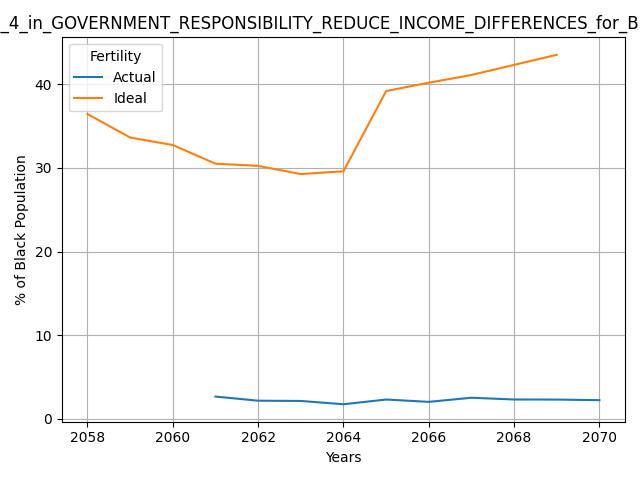 _4_in_GOVERNMENT_RESPONSIBILITY_REDUCE_INCOME_DIFFERENCES_for_B
Fertility
Actual
Ideal
% of Black Population
40
30
20
10
0
2058 2060 2062 2064 2066 2068 2070
Years